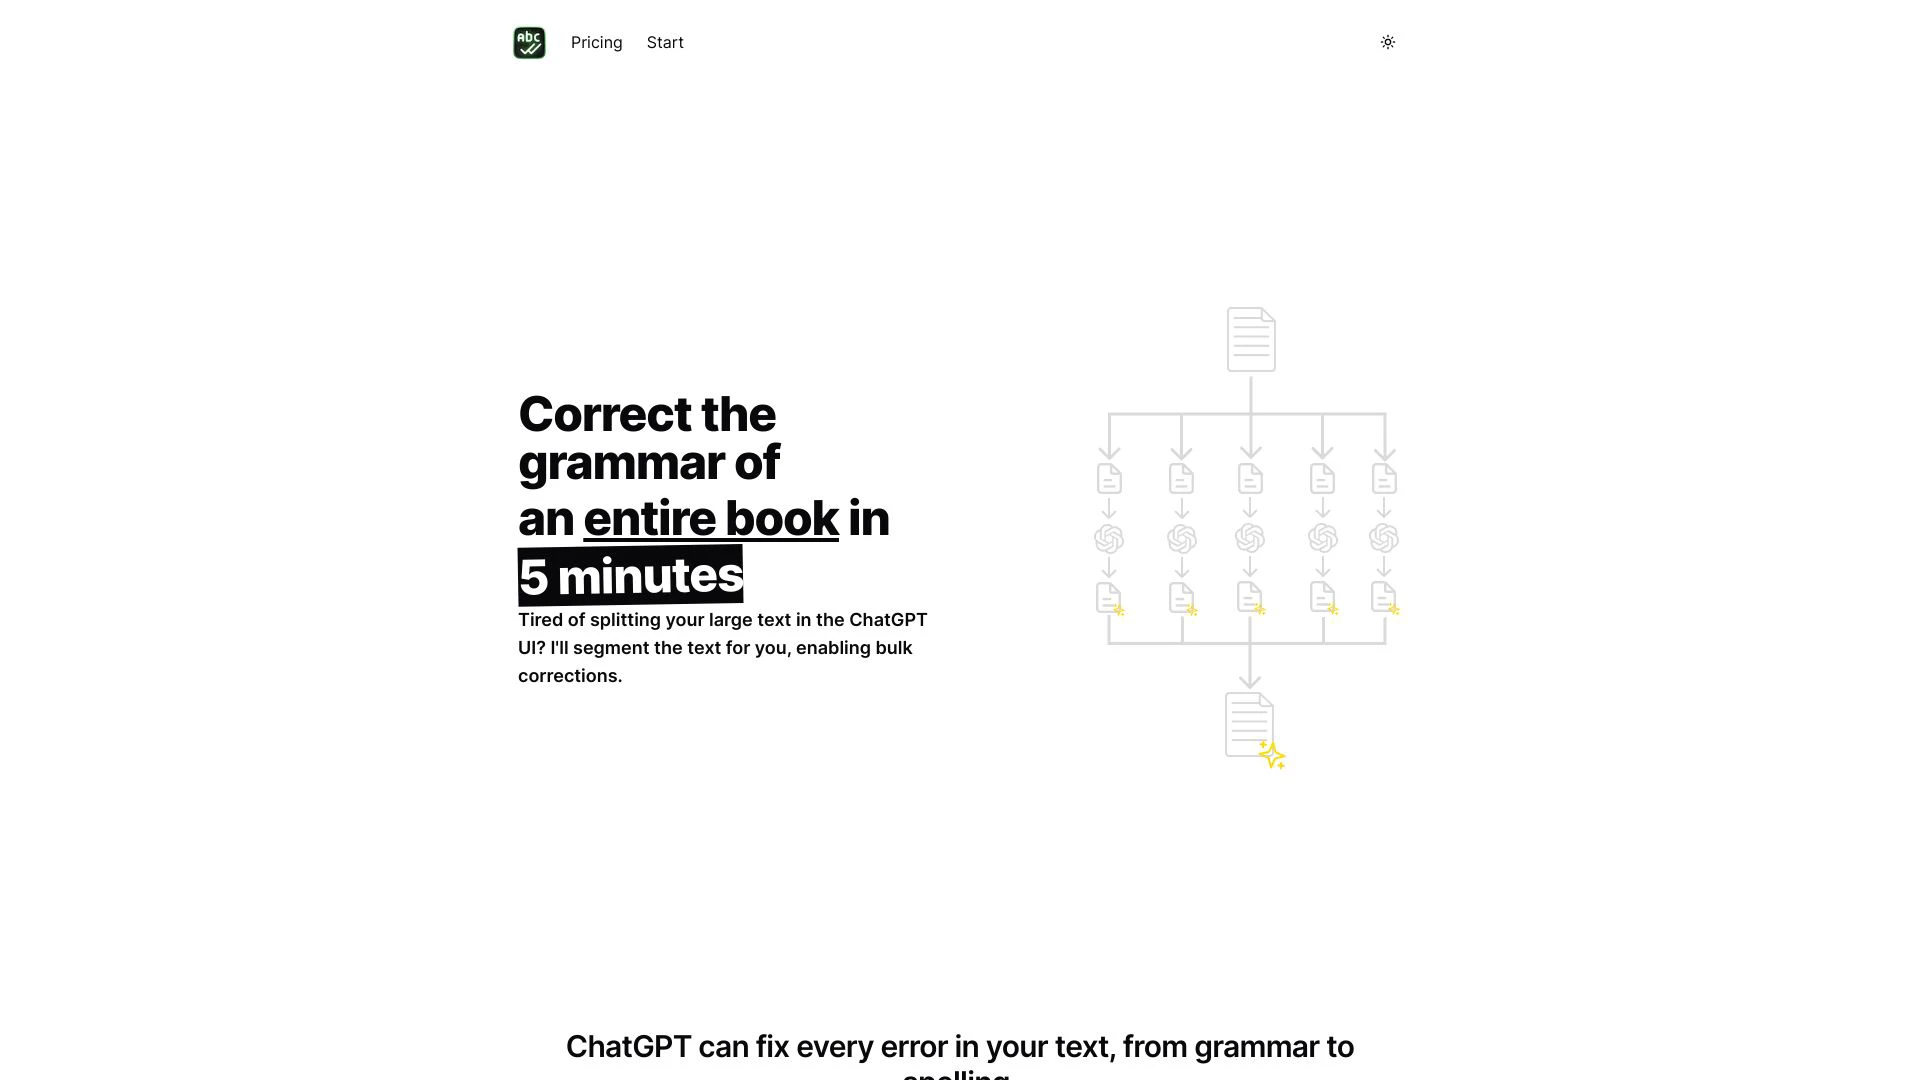 Abc
Pricing
Start
Correct the
grammar of
an entire book in
5 minutes
Tired of splitting your large text in the ChatGPT
UI? I'll segment the text for you, enabling bulk
corrections.
ChatGPT can fix every error in your text, from grammar to
spelling